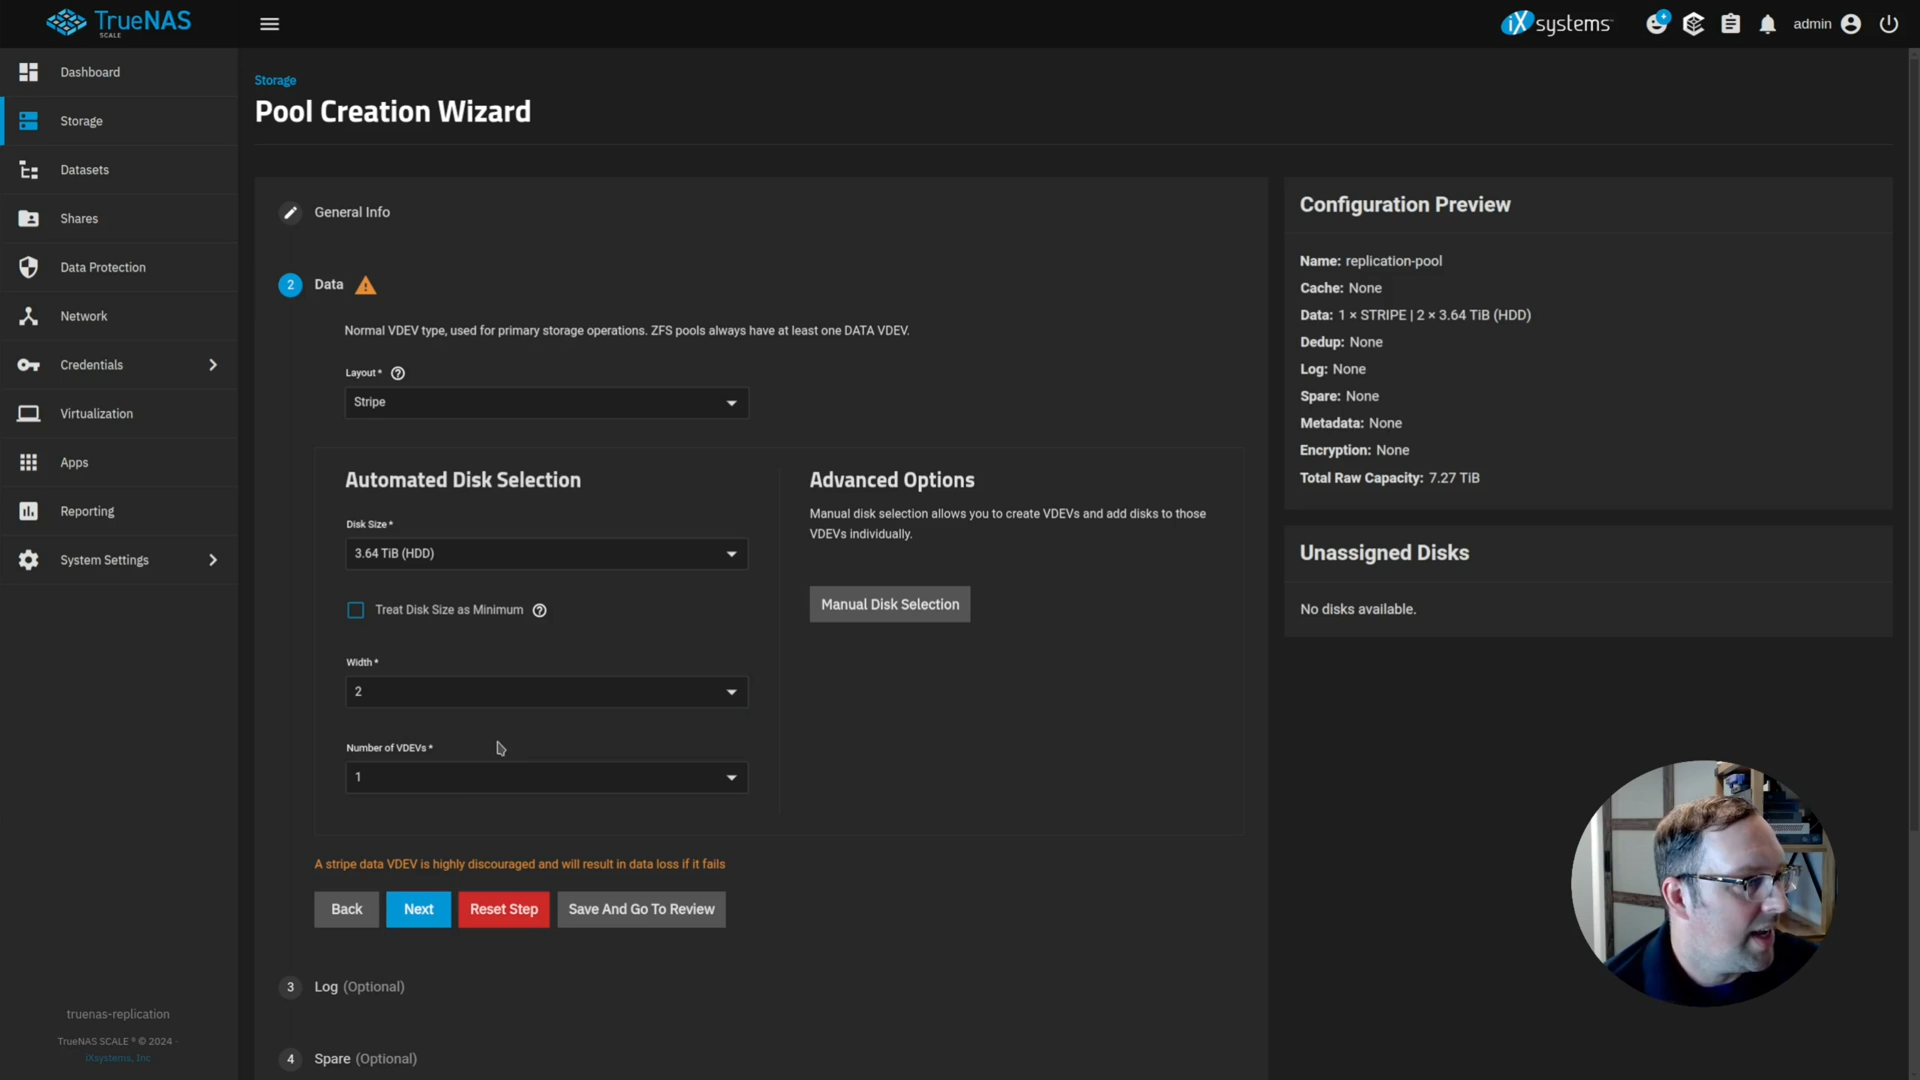 TrueNAS
SCALE
iXsystems
admin
Dashboard
Storage
Datasets
Shares
Data Protection
Network
Credentials
Virtualization
Apps
Reporting
System Settings
truenas-replication
TrueNAS SCALE ® © 2024 -
iXsystems, Inc
Storage
Pool Creation Wizard
General Info
2 Data
Normal VDEV type, used for primary storage operations. ZFS pools always have at least one DATA VDEV.
Layout *
Stripe
Automated Disk Selection
Disk Size *
3.64 TiB (HDD)
Treat Disk Size as Minimum
Width *
2
Number of VDEVs *
1
Advanced Options
Manual disk selection allows you to create VDEVs and add disks to those
VDEVs individually.
Manual Disk Selection
A stripe data VDEV is highly discouraged and will result in data loss if it fails
Back Next Reset Step Save And Go To Review
3 Log (Optional)
4 Spare (Optional)
Configuration Preview
Name: replication-pool
Cache: None
Data: 1 × STRIPE | 2 × 3.64 TiB (HDD)
Dedup: None
Log: None
Spare: None
Metadata: None
Encryption: None
Total Raw Capacity: 7.27 TiB
Unassigned Disks
No disks available.